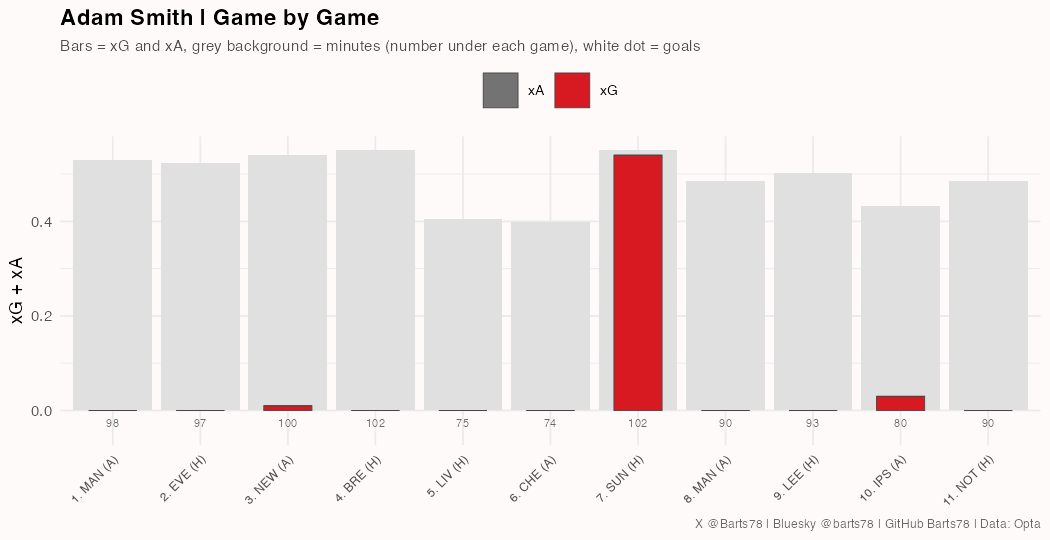 Adam Smith | Game by Game
Bars = xG and xA, grey background = minutes (number under each game), white dot = goals
xA xG
xG + xA
0.4
0.2
0.0
98 97 100 102 75 74 102 90 93 80 90
1. MAN (A) 2. EVE (H) 3. NEW (A) 4. BRE (H) 5. LIV (H) 6. CHE (A) 7. SUN (H) 8. MAN (A) 9. LEE (H) 10. IPS (A) 11. NOT (H)
X @Barts78 | Bluesky @barts78 | GitHub Barts78 | Data: Opta